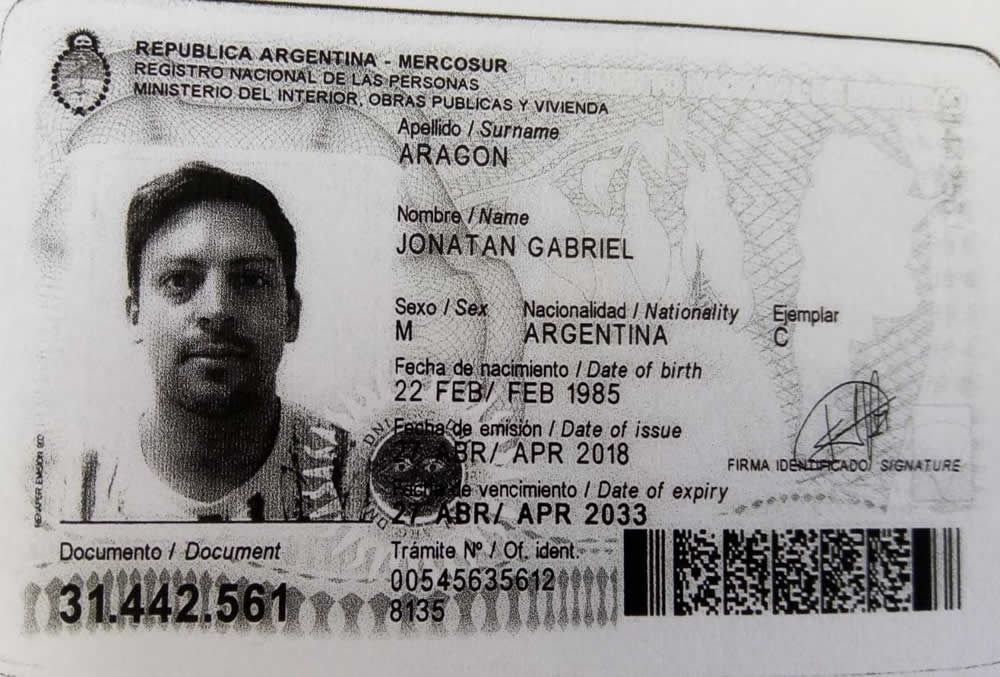 REPUBLICA ARGENTINA - MERCOSUR
REGISTRO NACIONAL DE LAS PERSONAS
MINISTERIO DEL INTERIOR, OBRAS PUBLICAS Y VIVIENDA
Apellido / Surname
ARAGON
Nombre / Name
JONATAN GABRIEL
Sexo / Sex Nacionalidad / Nationality Ejemplar
M ARGENTINA C
Fecha de nacimiento / Date of birth
22 FEB/ FEB 1985
Fecha de emisión / Date of issue
27 ABR/ APR 2018
FIRMA IDENTIFICADO/ SIGNATURE
Fecha de vencimiento / Date of expiry
27 ABR/ APR 2033
Documento / Document Trámite Nº / Of. ident.
31.442.561 00545635612
8135